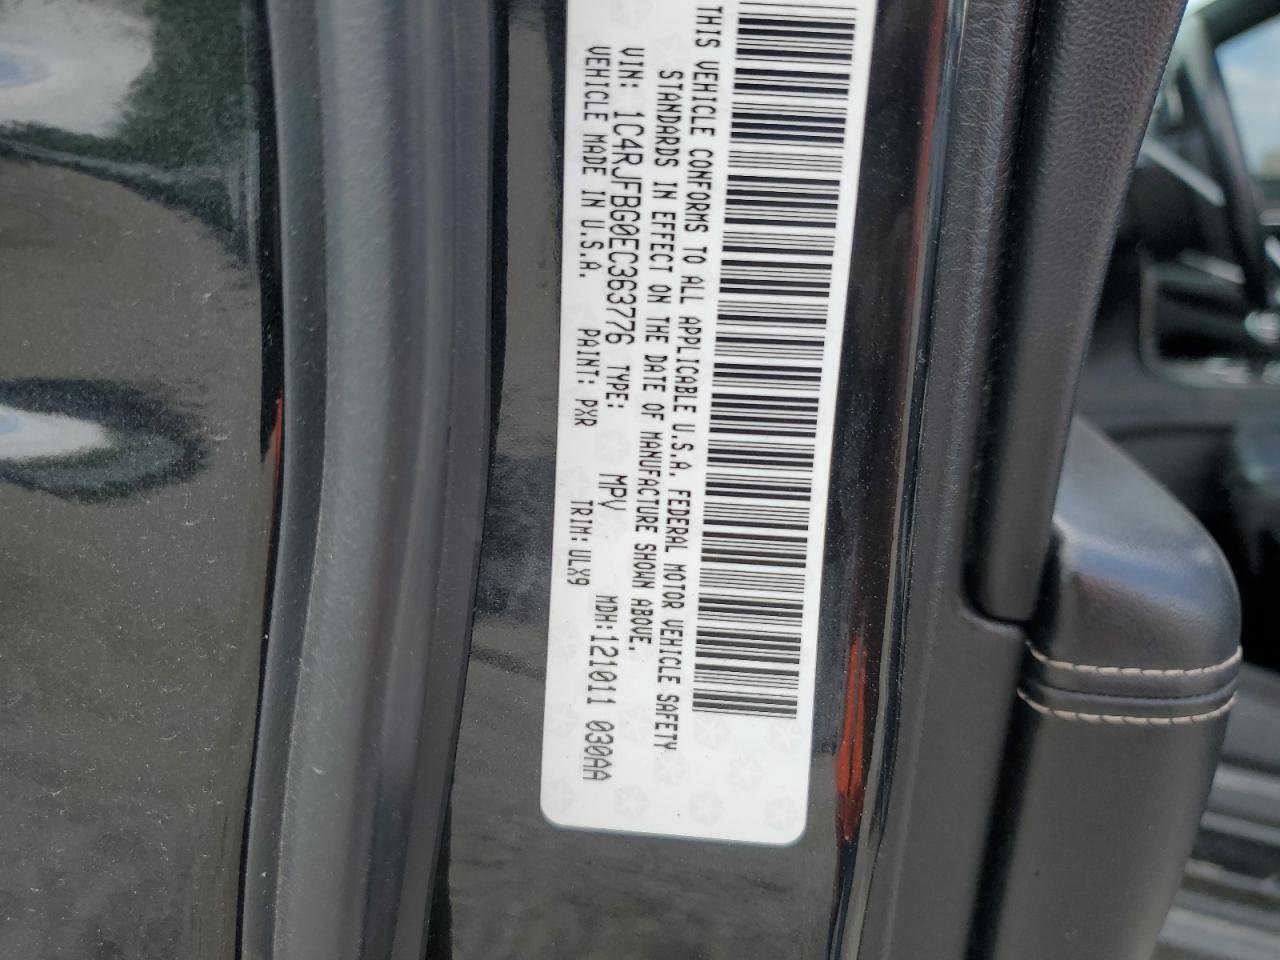 THIS VEHICLE CONFORMS TO ALL APPLICABLE U.S.A. FEDERAL MOTOR VEHICLE SAFETY
STANDARDS IN EFFECT ON THE DATE OF MANUFACTURE SHOWN ABOVE.
VIN: 1C4RJFBG0EC363776 TYPE: MPV MDH:121011 030AA
VEHICLE MADE IN U.S.A. PAINT: PXR TRIM: ULX9